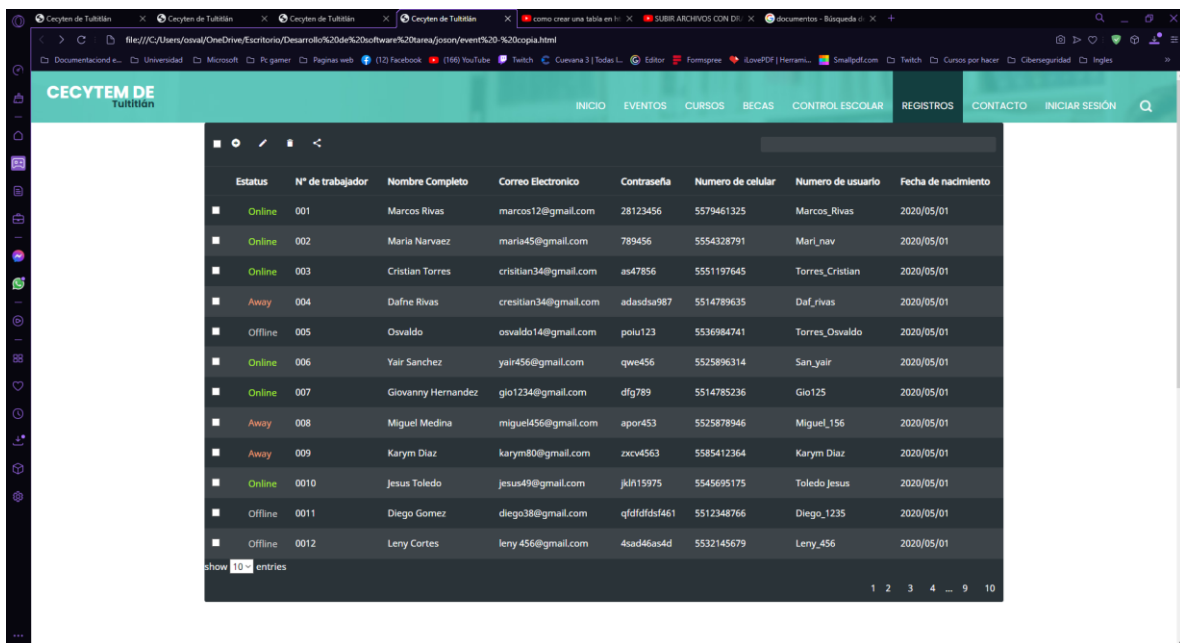 Cecyten de Tultitlán Cecyten de Tultitlán Cecyten de Tultitlán Cecyten de Tultitlán como crear una tabla en ht SUBIR ARCHIVOS CON DRI documentos - Búsqueda de
file:///C:/Users/osval/OneDrive/Escritorio/Desarrollo%20de%20software%20tarea/joson/event%20-%20copia.html
Documentaciond e... Universidad Microsoft Pc gamer Paginas web (12) Facebook (166) YouTube Twitch Cuevana 3 | Todas L... Editor Formspree iLovePDF | Herrami... Smallpdf.com Twitch Cursos por hacer Ciberseguridad Ingles
CECYTEM DE
Tultitlán
INICIO EVENTOS CURSOS BECAS CONTROL ESCOLAR REGISTROS CONTACTO INICIAR SESIÓN
Estatus N° de trabajador Nombre Completo Correo Electronico Contraseña Numero de celular Numero de usuario Fecha de nacimiento
Online 001 Marcos Rivas marcos12@gmail.com 28123456 5579461325 Marcos_Rivas 2020/05/01
Online 002 Maria Narvaez maria45@gmail.com 789456 5554328791 Mari_nav 2020/05/01
Online 003 Cristian Torres crisitian34@gmail.com as47856 5551197645 Torres_Cristian 2020/05/01
Away 004 Dafne Rivas cresitian34@gmail.com adasdsa987 5514789635 Daf_rivas 2020/05/01
Offline 005 Osvaldo osvaldo14@gmail.com poiu123 5536984741 Torres_Osvaldo 2020/05/01
Online 006 Yair Sanchez yair456@gmail.com qwe456 5525896314 San_yair 2020/05/01
Online 007 Giovanny Hernandez gio1234@gmail.com dfg789 5514785236 Gio125 2020/05/01
Away 008 Miguel Medina miguel456@gmail.com apor453 5525878946 Miguel_156 2020/05/01
Away 009 Karym Diaz karym80@gmail.com zxcv4563 5585412364 Karym Diaz 2020/05/01
Online 0010 Jesus Toledo jesus49@gmail.com jklñ15975 5545695175 Toledo Jesus 2020/05/01
Offline 0011 Diego Gomez diego38@gmail.com qfdfdfdsf461 5512348766 Diego_1235 2020/05/01
Offline 0012 Leny Cortes leny 456@gmail.com 4sad46as4d 5532145679 Leny_456 2020/05/01
show 10 entries
1 2 3 4 ... 9 10